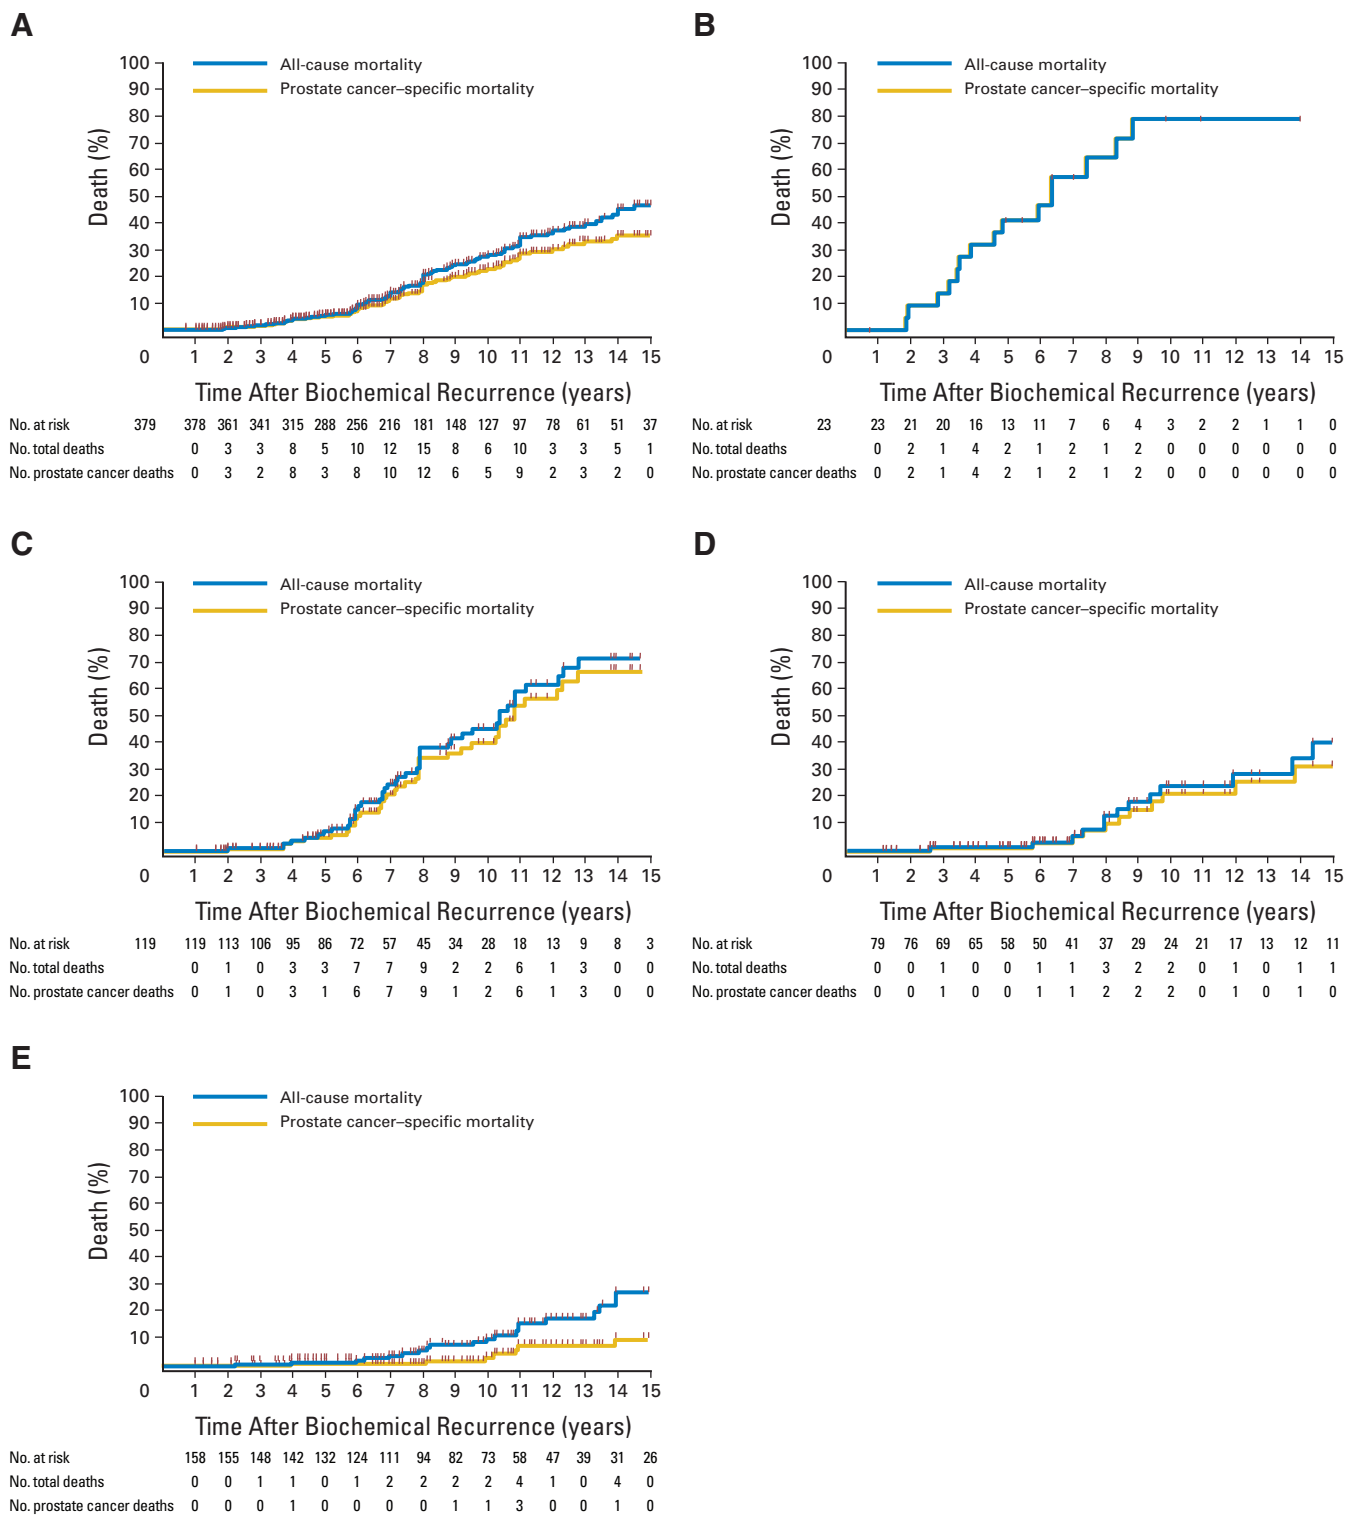 A
All-cause mortality
Prostate cancer–specific mortality
Death (%)
100
90
80
70
60
50
40
30
20
10
0 1 2 3 4 5 6 7 8 9 10 11 12 13 14 15
Time After Biochemical Recurrence (years)
No. at risk 379 378 361 341 315 288 256 216 181 148 127 97 78 61 51 37
No. total deaths 0 3 3 8 5 10 12 15 8 6 10 3 3 5 1
No. prostate cancer deaths 0 3 2 8 3 8 10 12 6 5 9 2 3 2 0
B
All-cause mortality
Prostate cancer–specific mortality
Death (%)
100
90
80
70
60
50
40
30
20
10
0 1 2 3 4 5 6 7 8 9 10 11 12 13 14 15
Time After Biochemical Recurrence (years)
No. at risk 23 23 21 20 16 13 11 7 6 4 3 2 2 1 1 0
No. total deaths 0 2 1 4 2 1 2 1 2 0 0 0 0 0 0
No. prostate cancer deaths 0 2 1 4 2 1 2 1 2 0 0 0 0 0 0
C
All-cause mortality
Prostate cancer–specific mortality
Death (%)
100
90
80
70
60
50
40
30
20
10
0 1 2 3 4 5 6 7 8 9 10 11 12 13 14 15
Time After Biochemical Recurrence (years)
No. at risk 119 119 113 106 95 86 72 57 45 34 28 18 13 9 8 3
No. total deaths 0 1 0 3 3 7 7 9 2 2 6 1 3 0 0
No. prostate cancer deaths 0 1 0 3 1 6 7 9 1 2 6 1 3 0 0
D
All-cause mortality
Prostate cancer–specific mortality
Death (%)
100
90
80
70
60
50
40
30
20
10
0 1 2 3 4 5 6 7 8 9 10 11 12 13 14 15
Time After Biochemical Recurrence (years)
No. at risk 79 76 69 65 58 50 41 37 29 24 21 17 13 12 11
No. total deaths 0 0 1 0 0 1 1 3 2 2 0 1 0 1 1
No. prostate cancer deaths 0 0 1 0 0 1 1 2 2 2 0 1 0 1 0
E
All-cause mortality
Prostate cancer–specific mortality
Death (%)
100
90
80
70
60
50
40
30
20
10
0 1 2 3 4 5 6 7 8 9 10 11 12 13 14 15
Time After Biochemical Recurrence (years)
No. at risk 158 155 148 142 132 124 111 94 82 73 58 47 39 31 26
No. total deaths 0 0 1 1 0 1 2 2 2 2 4 1 0 4 0
No. prostate cancer deaths 0 0 0 1 0 0 0 0 1 1 3 0 0 1 0